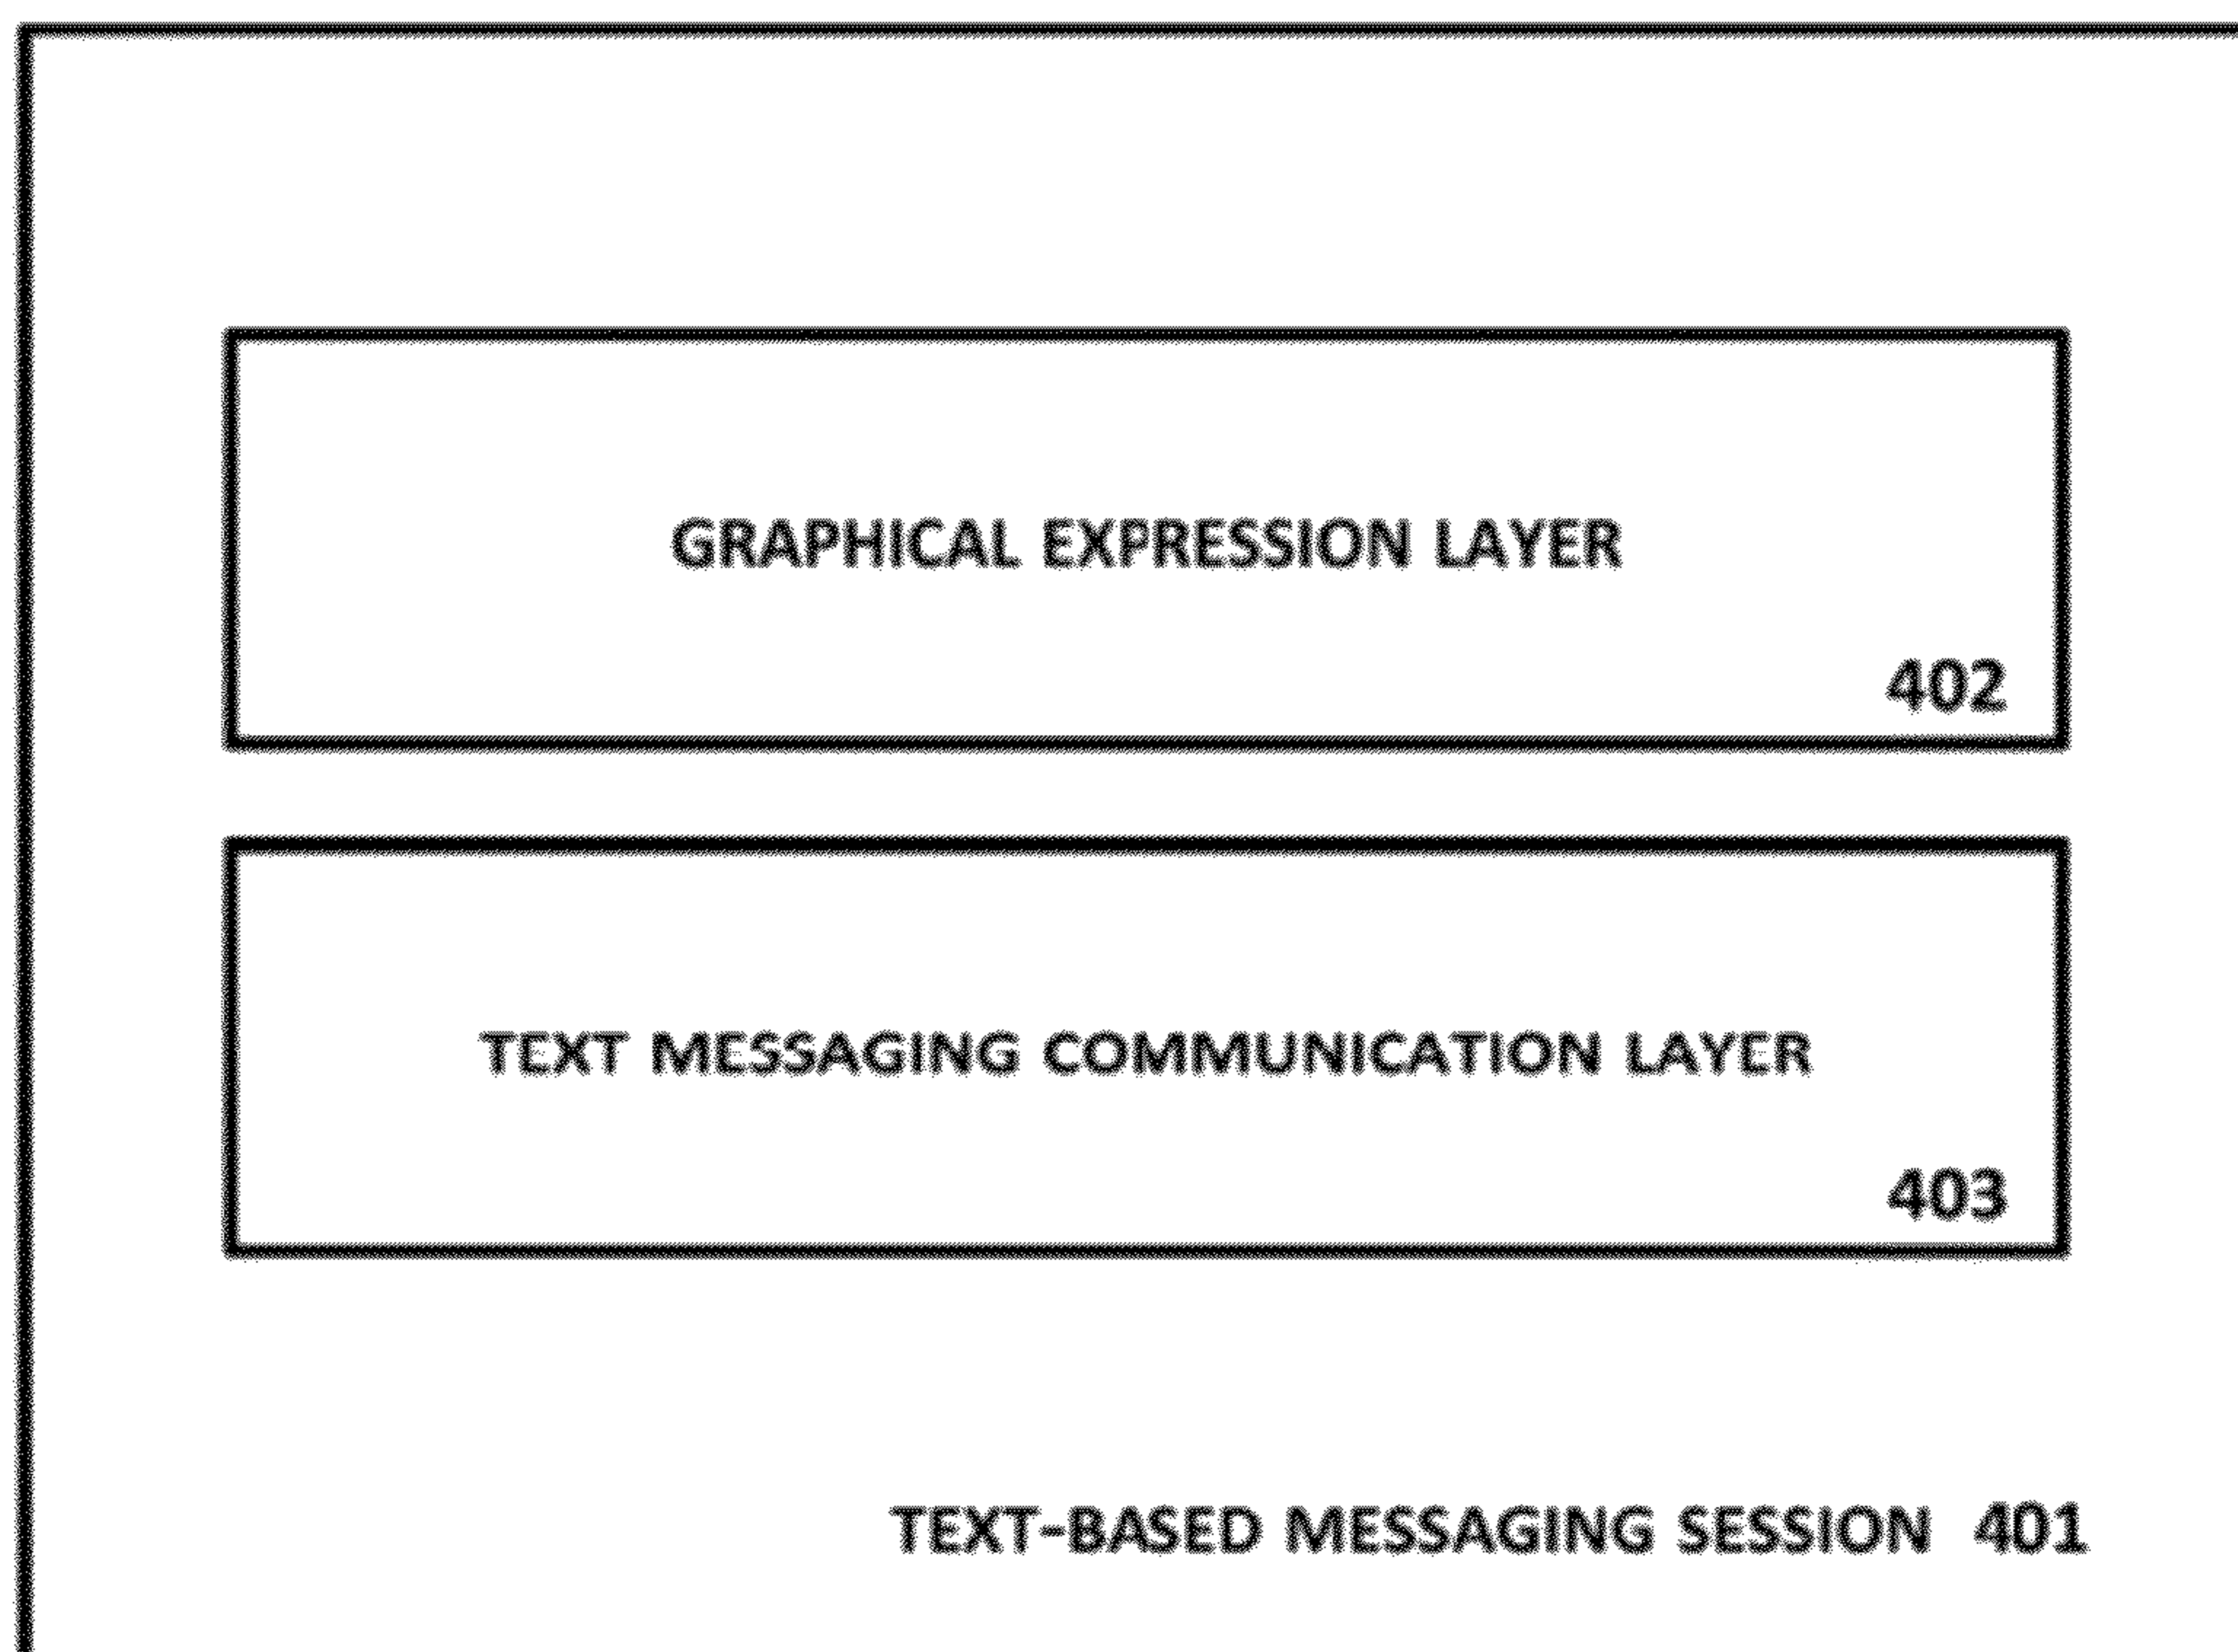 GRAPHICAL EXPRESSION LAYER
402
TEXT MESSAGING COMMUNICATION LAYER
403
TEXT-BASED MESSAGING SESSION 401